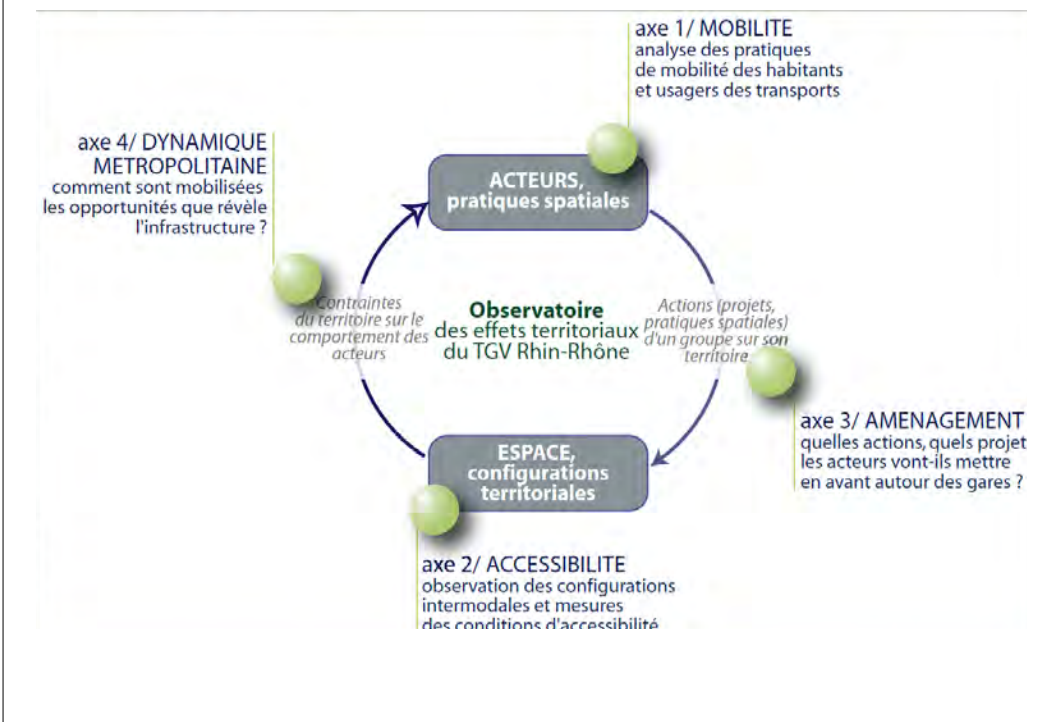 axe 1/ MOBILITE
analyse des pratiques
de mobilité des habitants
et usagers des transports
axe 4/ DYNAMIQUE
METROPOLITAINE
comment sont mobilisées
les opportunités que révèle
l'infrastructure ?
ACTEURS,
pratiques spatiales
Contraintes
du territoire sur le
comportement des
acteurs
Observatoire
des effets territoriaux
du TGV Rhin-Rhône
Actions (projets,
pratiques spatiales)
d'un groupe sur son
territoire
axe 3/ AMENAGEMENT
quelles actions, quels projet
les acteurs vont-ils mettre
en avant autour des gares ?
ESPACE,
configurations
territoriales
axe 2/ ACCESSIBILITE
observation des configurations
intermodales et mesures
des conditions d'accessibilité